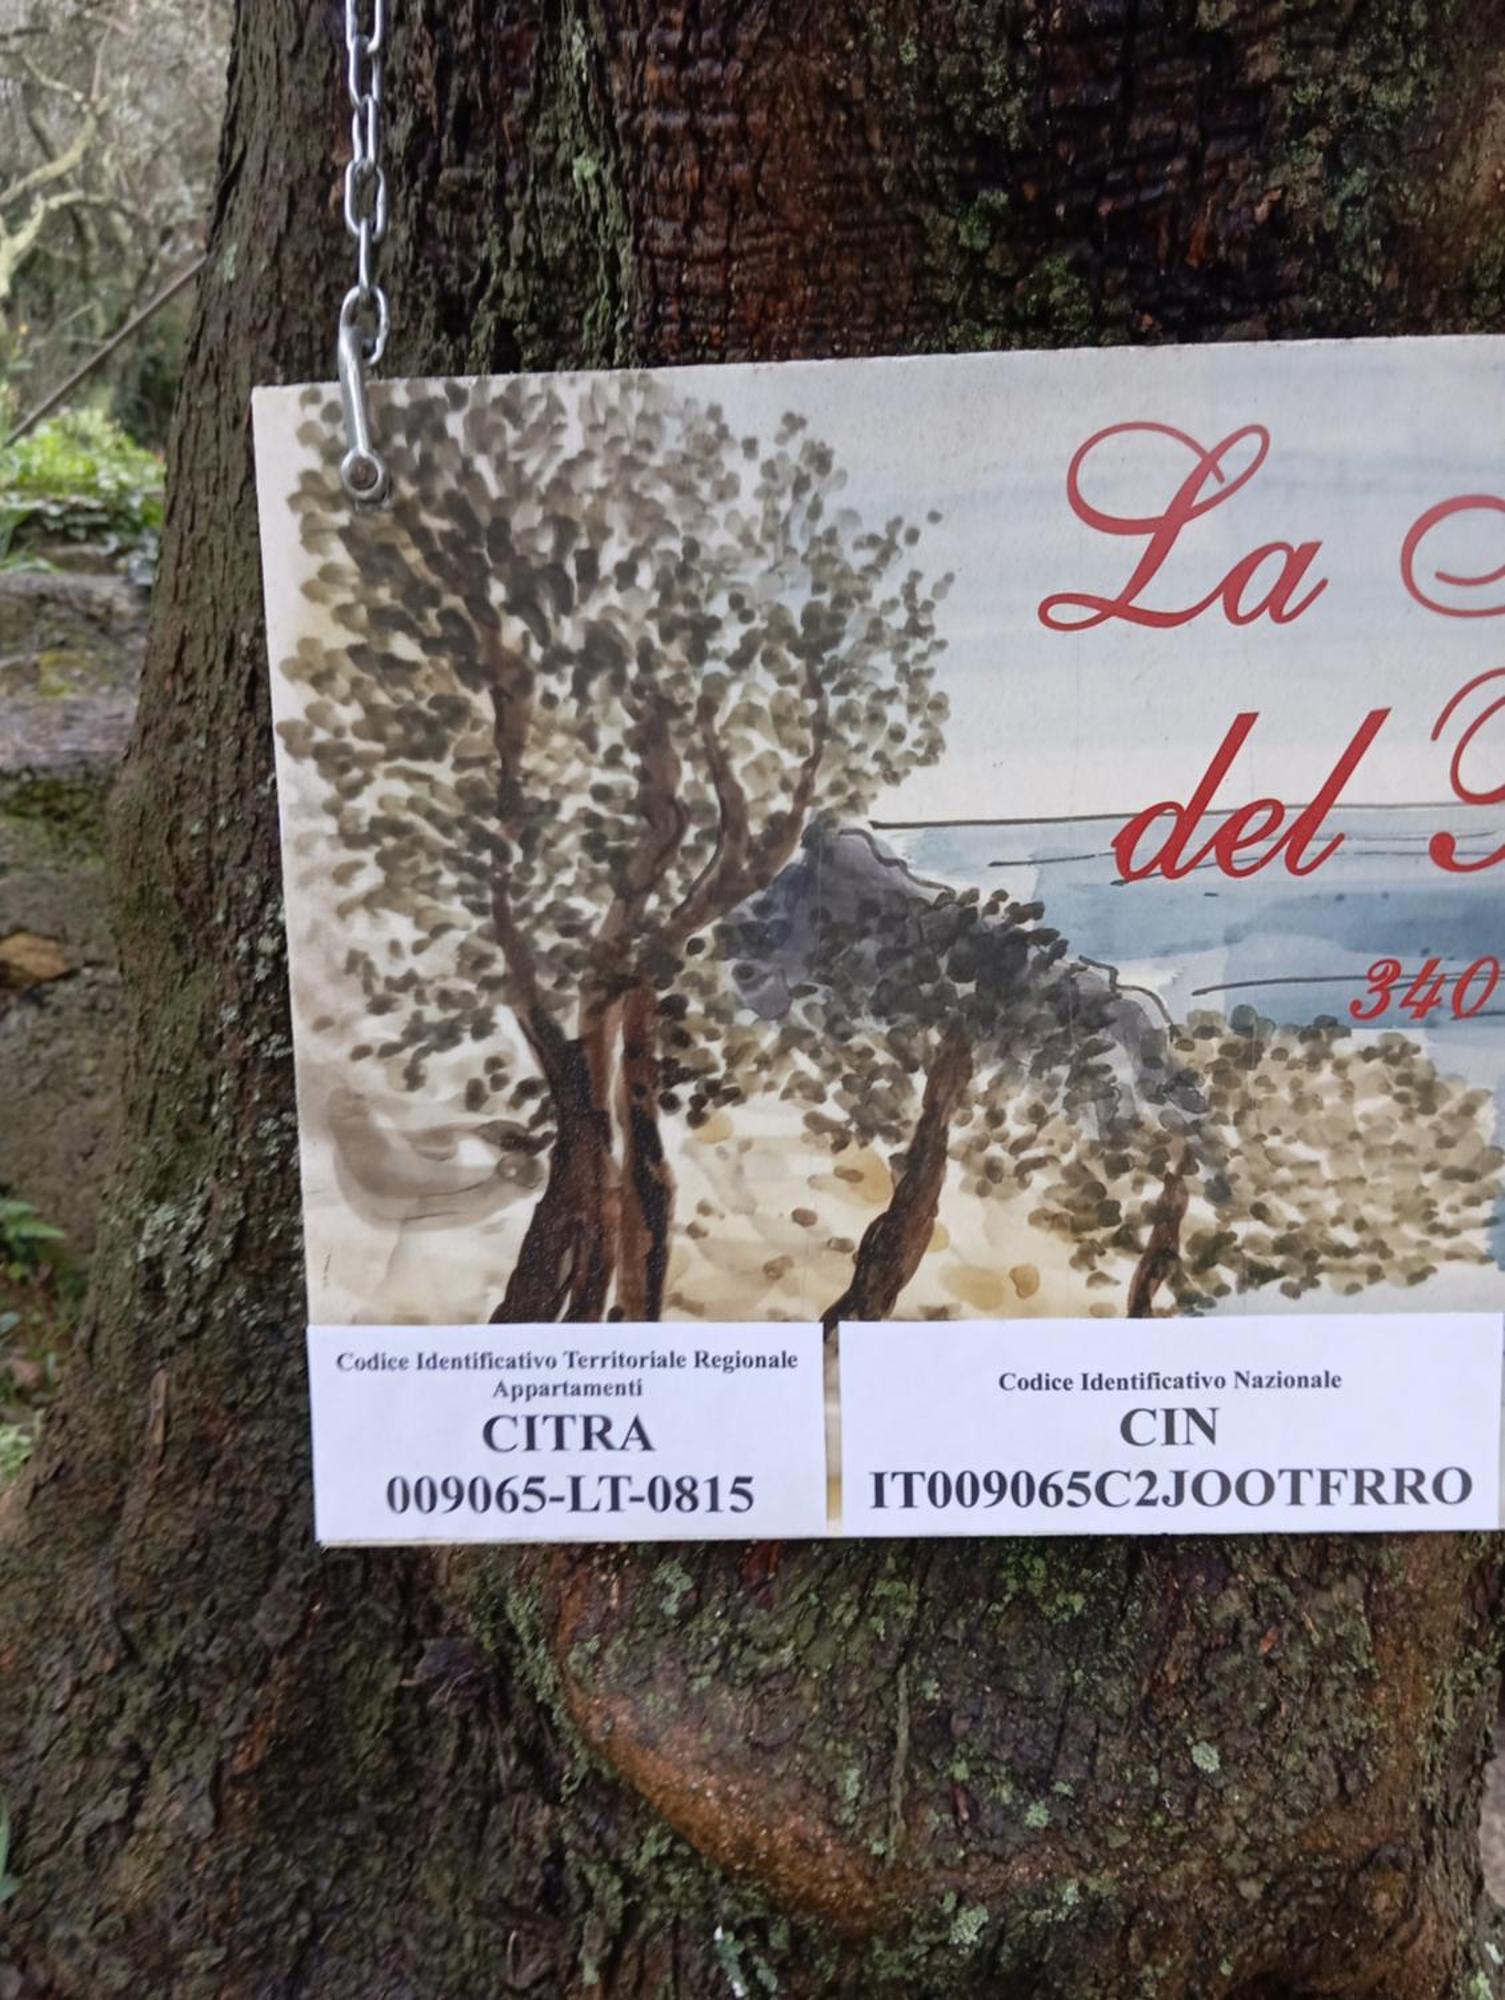 La
del
340
Codice Identificativo Territoriale Regionale
Appartamenti
CITRA
009065-LT-0815
Codice Identificativo Nazionale
CIN
IT009065C2JOOTFRRO